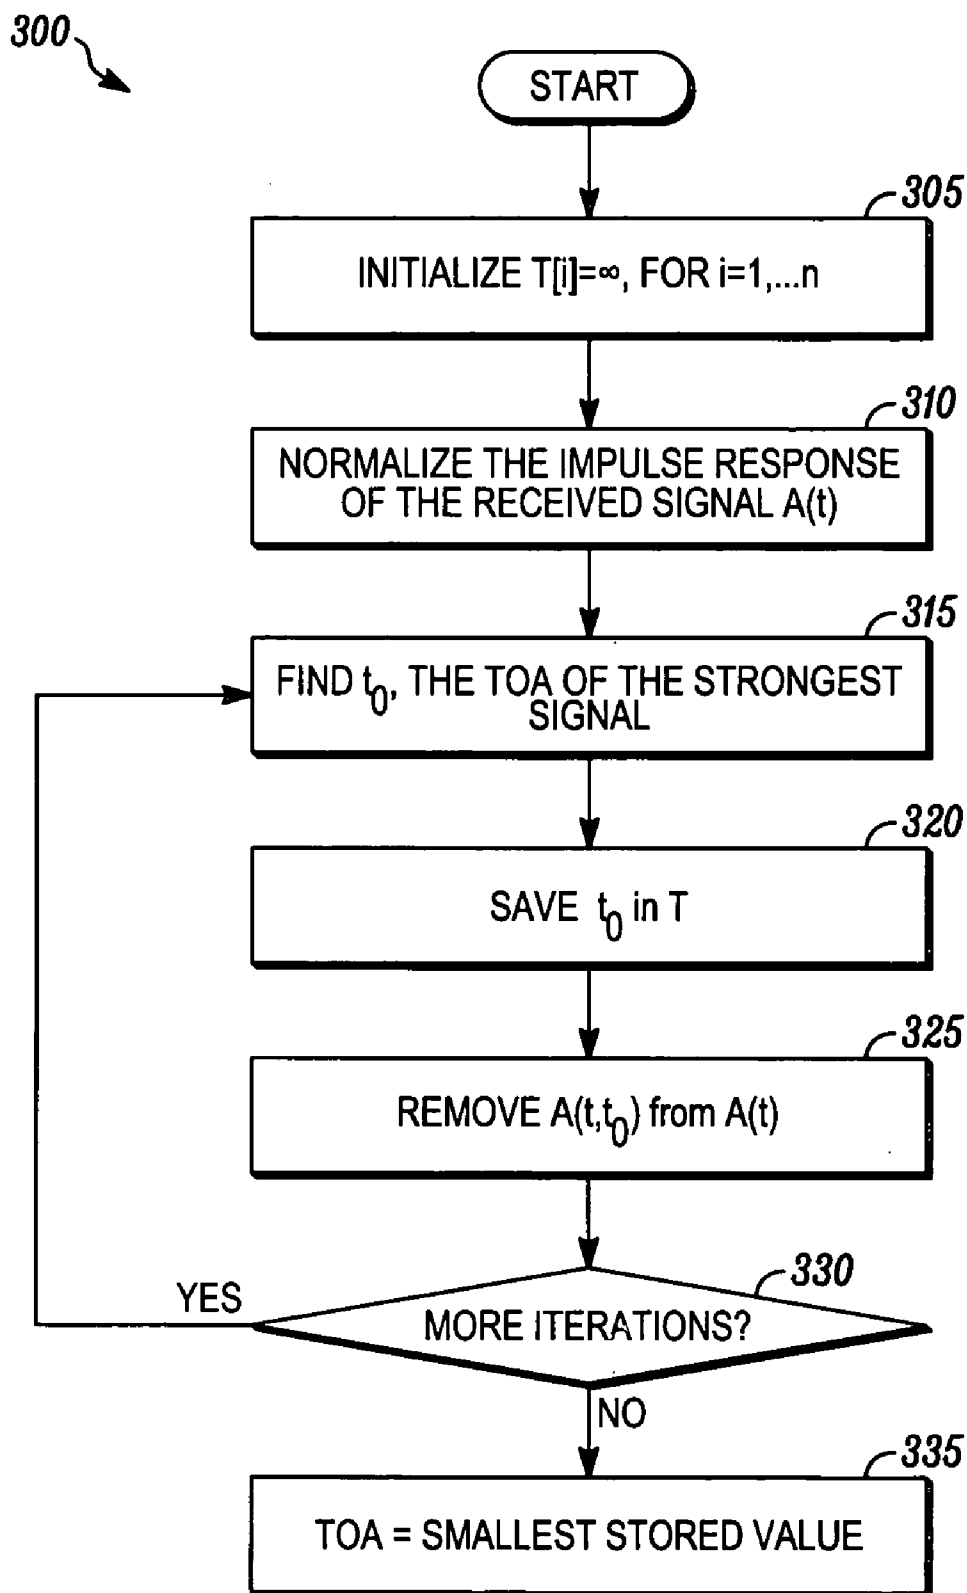 300
START
305
INITIALIZE T[i]=∞, FOR i=1,...n
310
NORMALIZE THE IMPULSE RESPONSE
OF THE RECEIVED SIGNAL A(t)
315
FIND t₀, THE TOA OF THE STRONGEST
SIGNAL
320
SAVE t₀ in T
325
REMOVE A(t,t₀) from A(t)
330
YES
MORE ITERATIONS?
NO
335
TOA = SMALLEST STORED VALUE